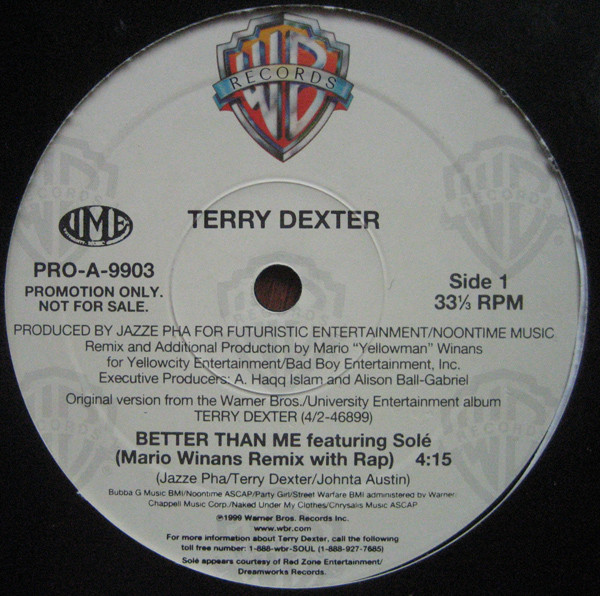 RECORDS
TERRY DEXTER
UME
MUSIC
PRO-A-9903
PROMOTION ONLY.
NOT FOR SALE.
Side 1
33⅓ RPM
PRODUCED BY JAZZE PHA FOR FUTURISTIC ENTERTAINMENT/NOONTIME MUSIC
Remix and Additional Production by Mario "Yellowman" Winans
for Yellowcity Entertainment/Bad Boy Entertainment, Inc.
Executive Producers: A. Haqq Islam and Alison Ball-Gabriel
Original version from the Warner Bros./University Entertainment album
TERRY DEXTER (4/2-46899)
BETTER THAN ME featuring Solé
(Mario Winans Remix with Rap) 4:15
(Jazze Pha/Terry Dexter/Johnta Austin)
Bubba G Music BMI/Noontime ASCAP/Party Girl/Street Warfare BMI administered by Warner
Chappell Music Corp./Naked Under My Clothes/Chrysalis Music ASCAP
℗1999 Warner Bros. Records Inc.
www.wbr.com
For more information about Terry Dexter, call the following
toll free number: 1-888-wbr-SOUL (1-888-927-7685)
Solé appears courtesy of Red Zone Entertainment/
Dreamworks Records.